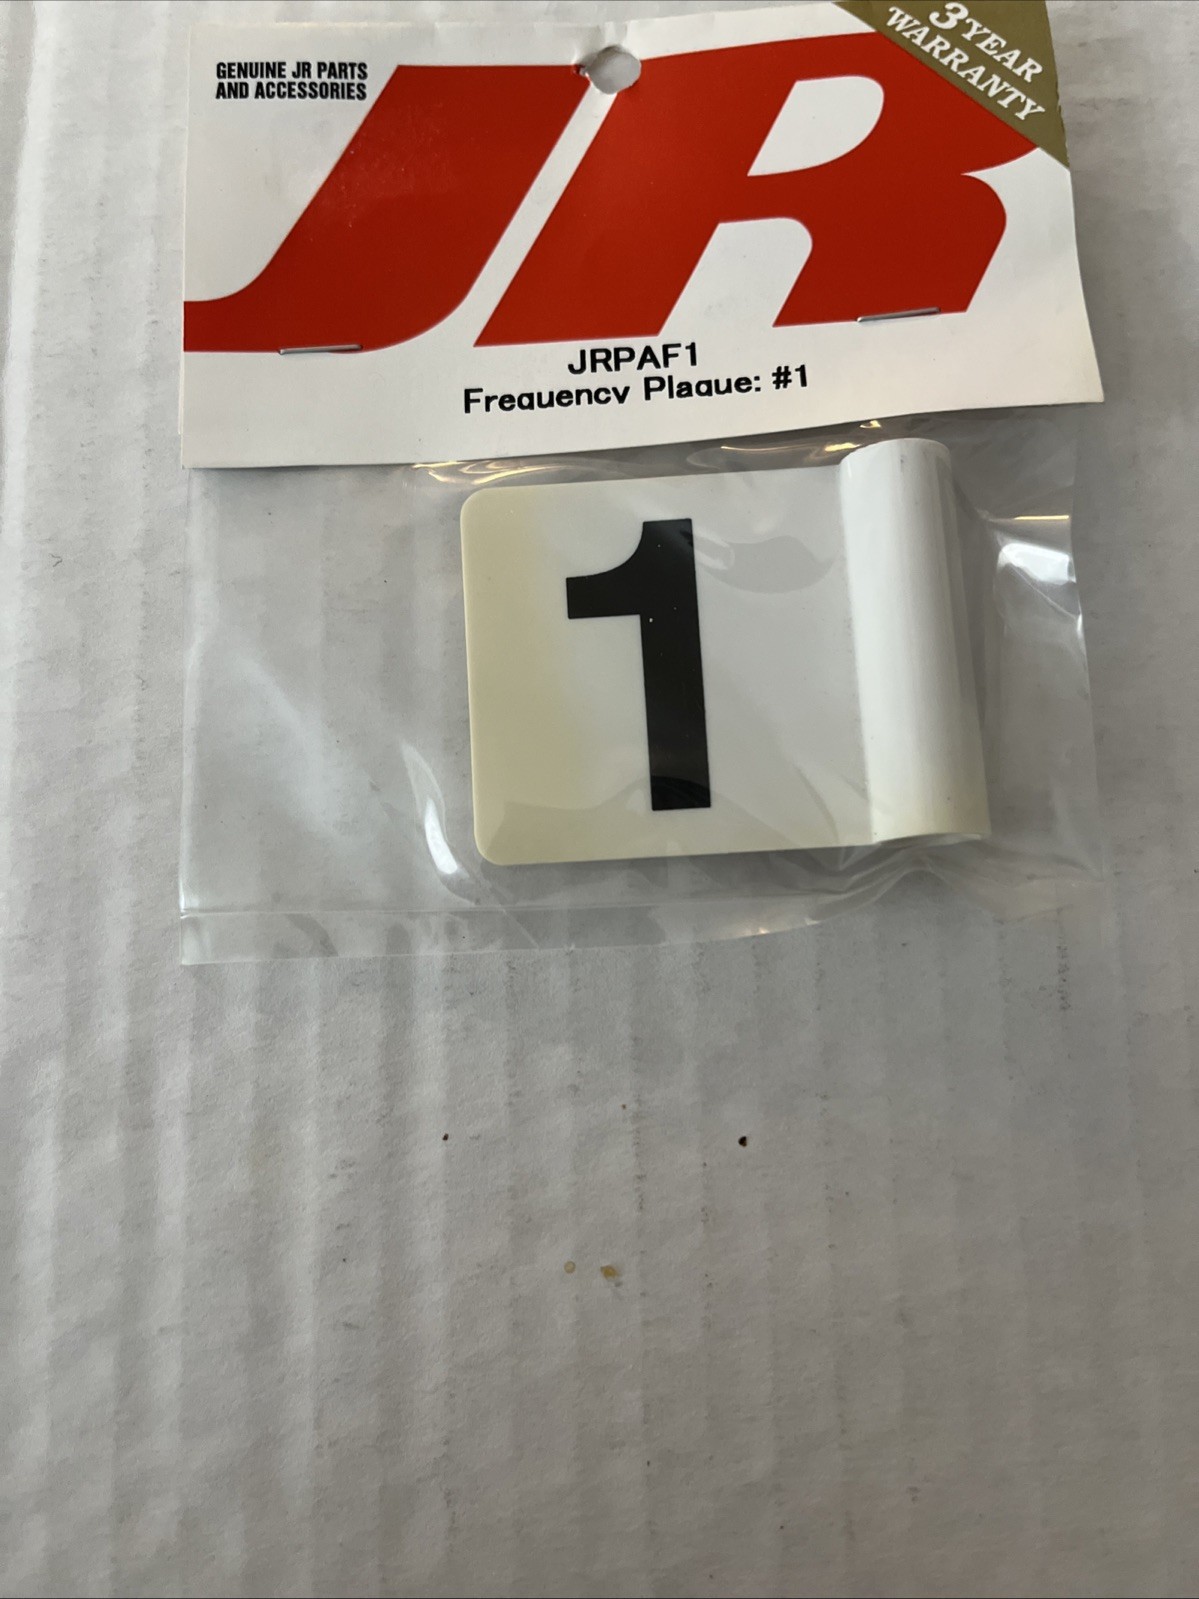 GENUINE JR PARTS
AND ACCESSORIES
3 YEAR
WARRANTY
JR
JRPAF1
Frequency Plaque: #1
1